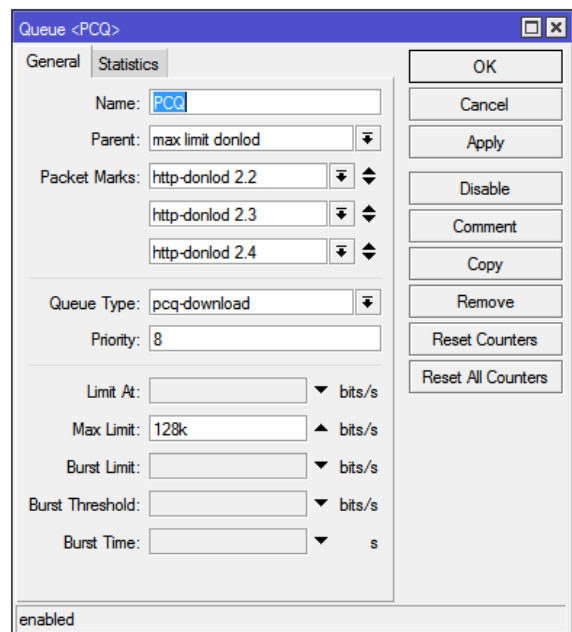 Queue <PCQ>
General Statistics
Name: PCQ
Parent: max limit donlod
Packet Marks: http-donlod 2.2
http-donlod 2.3
http-donlod 2.4
Queue Type: pcq-download
Priority: 8
Limit At: bits/s
Max Limit: 128k bits/s
Burst Limit: bits/s
Burst Threshold: bits/s
Burst Time: s
OK
Cancel
Apply
Disable
Comment
Copy
Remove
Reset Counters
Reset All Counters
enabled